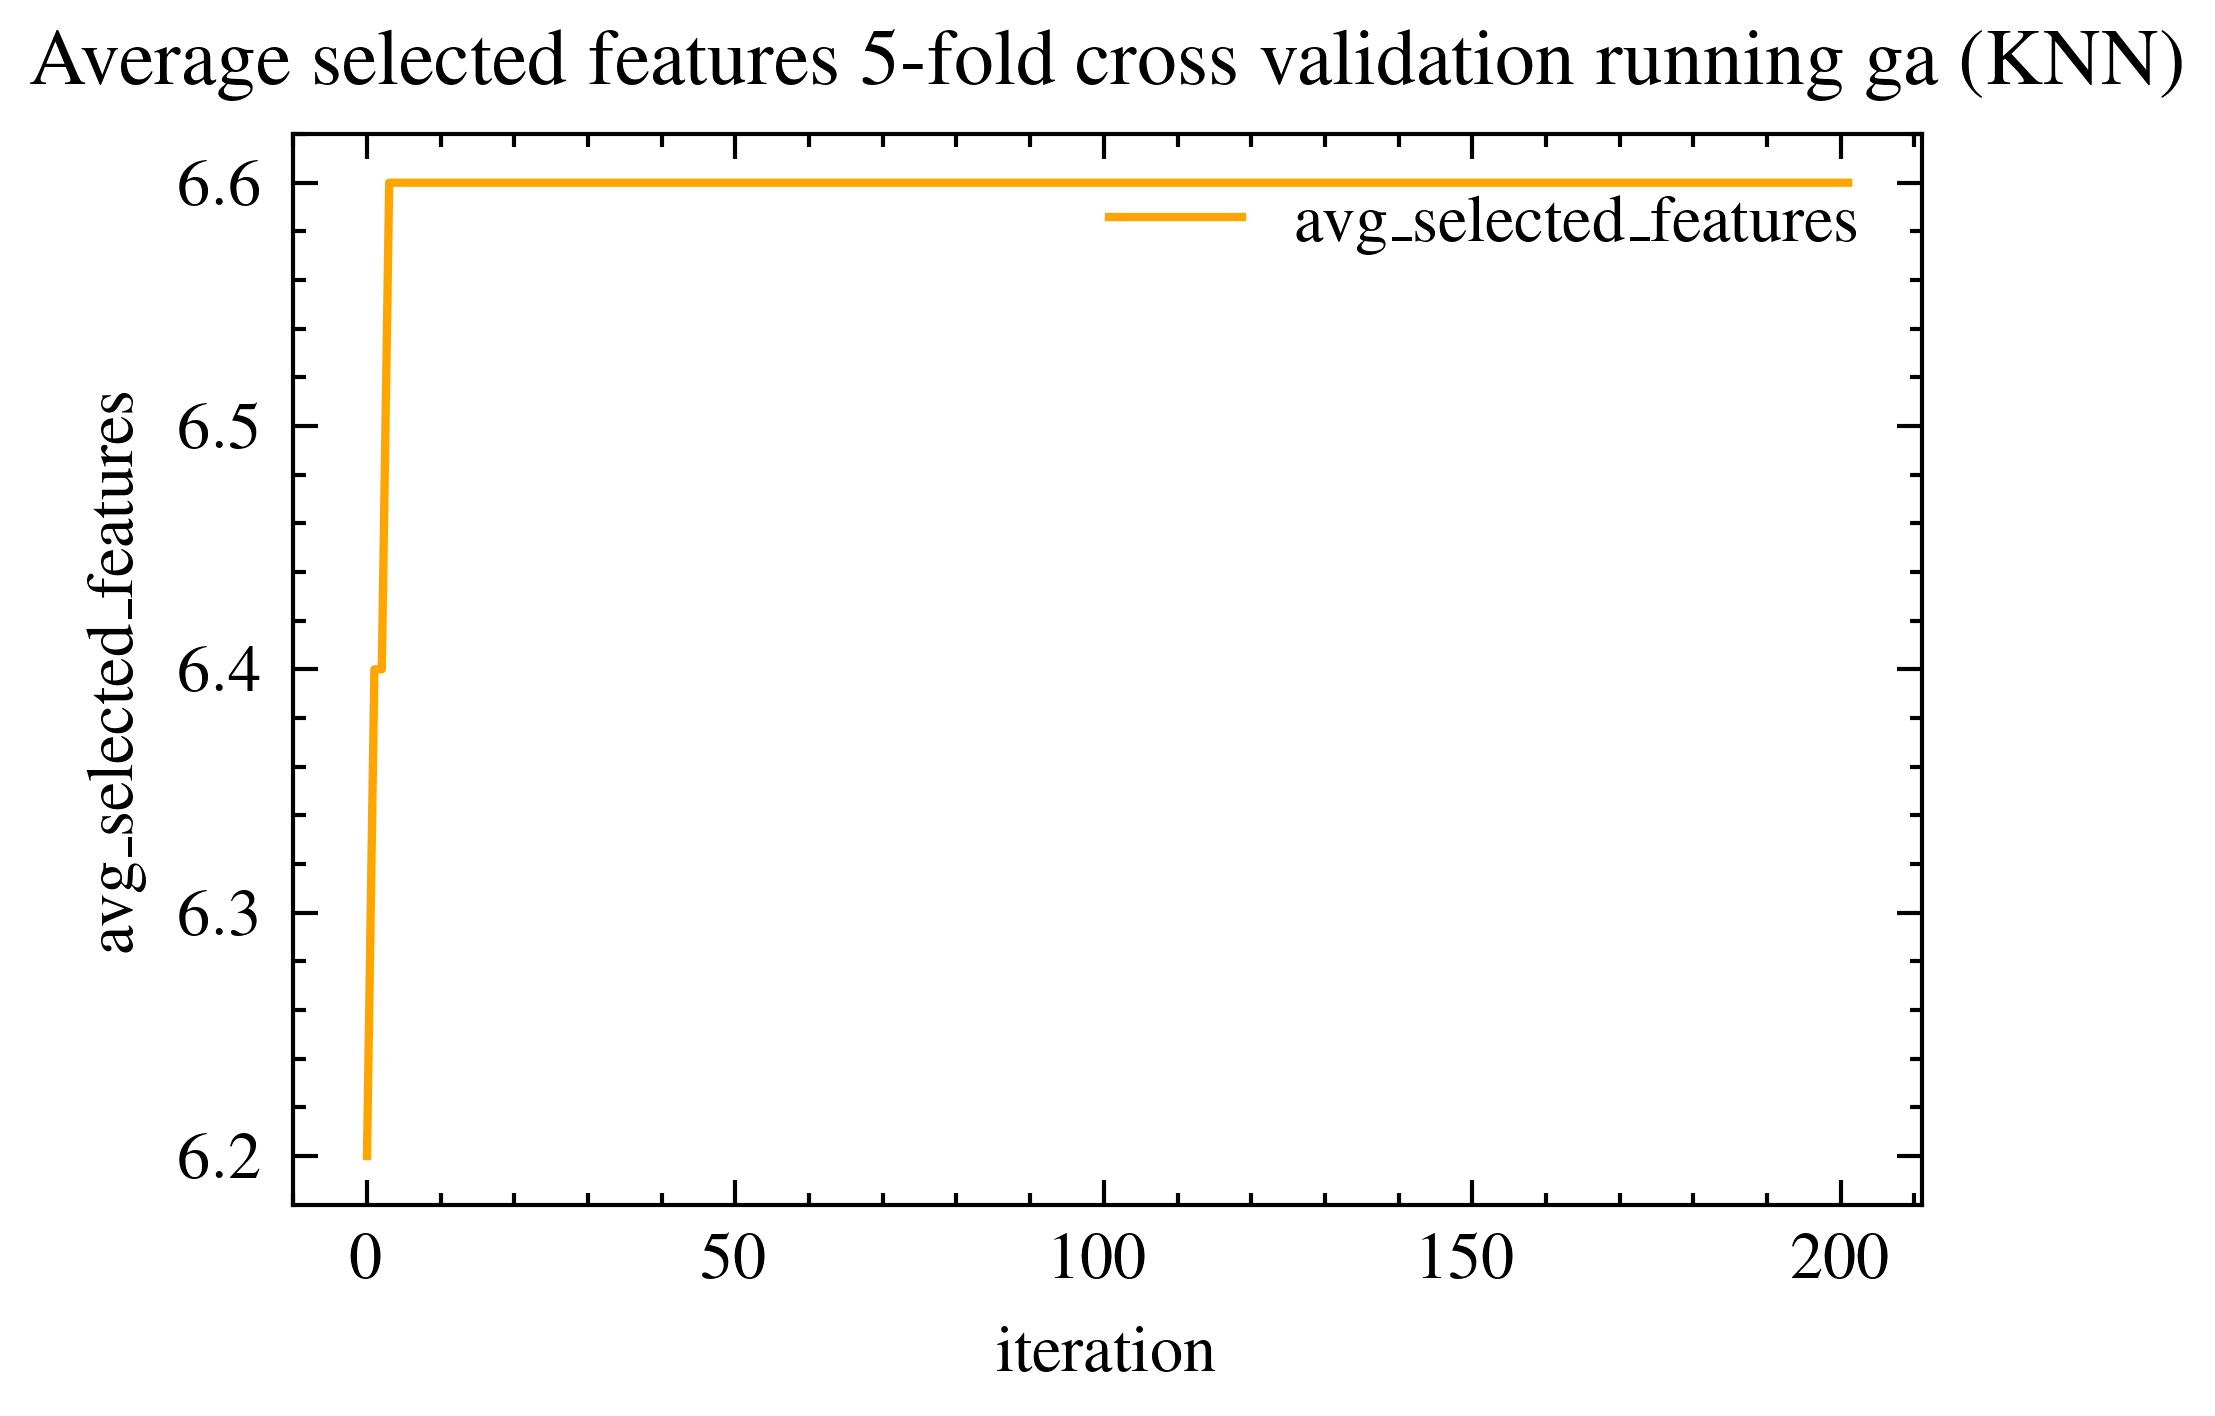 Average selected features 5-fold cross validation running ga (KNN)
6.6
avg_selected_features
6.5
avg_selected_features
6.4
6.3
6.2
0 50 100 150 200
iteration